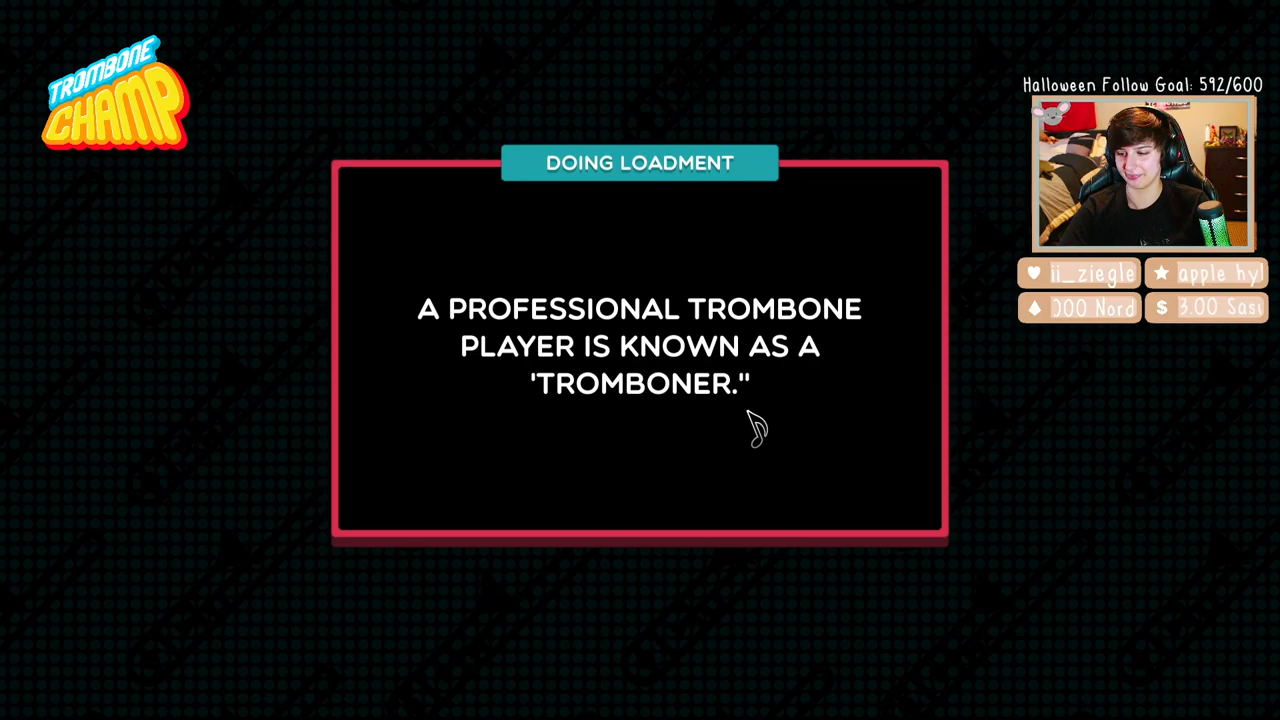 TROMBONE
CHAMP
Halloween Follow Goal: 592/600
DOING LOADMENT
A PROFESSIONAL TROMBONE
PLAYER IS KNOWN AS A
'TROMBONER."
ii_ziegle
apple hyl
000 Nord
3.00 Sasu